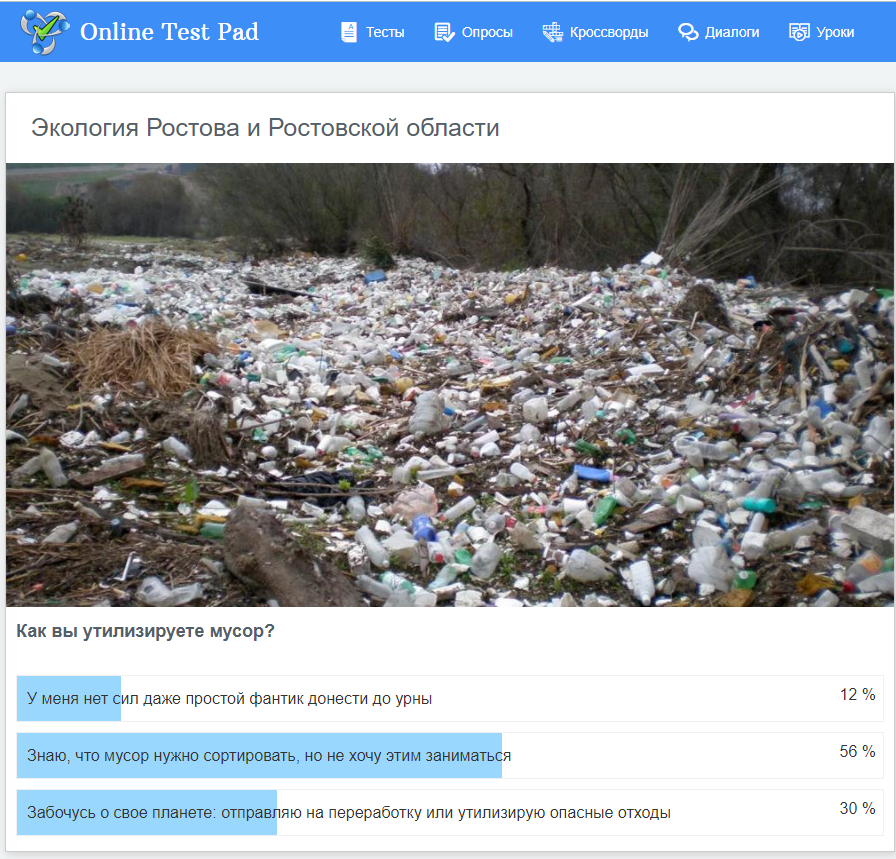 Online Test Pad
Тесты
Опросы
Кроссворды
Диалоги
Уроки
Экология Ростова и Ростовской области
Как вы утилизируете мусор?
У меня нет сил даже простой фантик донести до урны 12 %
Знаю, что мусор нужно сортировать, но не хочу этим заниматься 56 %
Забочусь о свое планете: отправляю на переработку или утилизирую опасные отходы 30 %